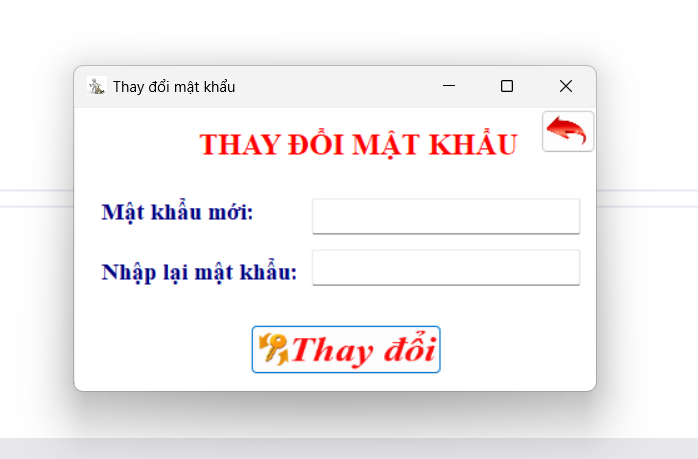 Thay đổi mật khẩu
THAY ĐỔI MẬT KHẨU
Mật khẩu mới:
Nhập lại mật khẩu:
Thay đổi